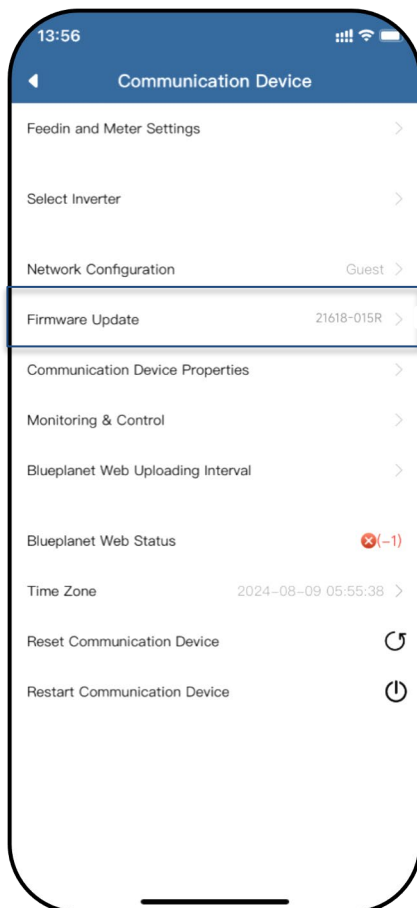 13:56
Communication Device
Feedin and Meter Settings
Select Inverter
Network Configuration Guest
Firmware Update 21618-015R
Communication Device Properties
Monitoring & Control
Blueplanet Web Uploading Interval
Blueplanet Web Status (-1)
Time Zone 2024-08-09 05:55:38
Reset Communication Device
Restart Communication Device